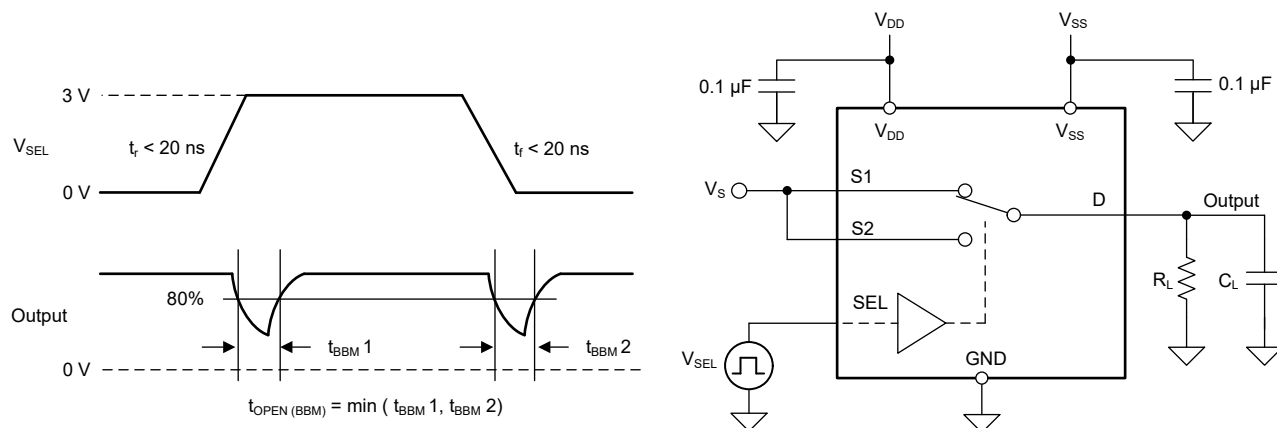 3 V
V_SEL
t_r < 20 ns
t_f < 20 ns
0 V
80%
Output
t_BBM 1
t_BBM 2
0 V
t_OPEN (BBM) = min ( t_BBM 1, t_BBM 2)
V_DD
V_SS
0.1 µF
0.1 µF
V_DD
V_SS
V_S
S1
D
Output
S2
R_L
C_L
SEL
V_SEL
GND